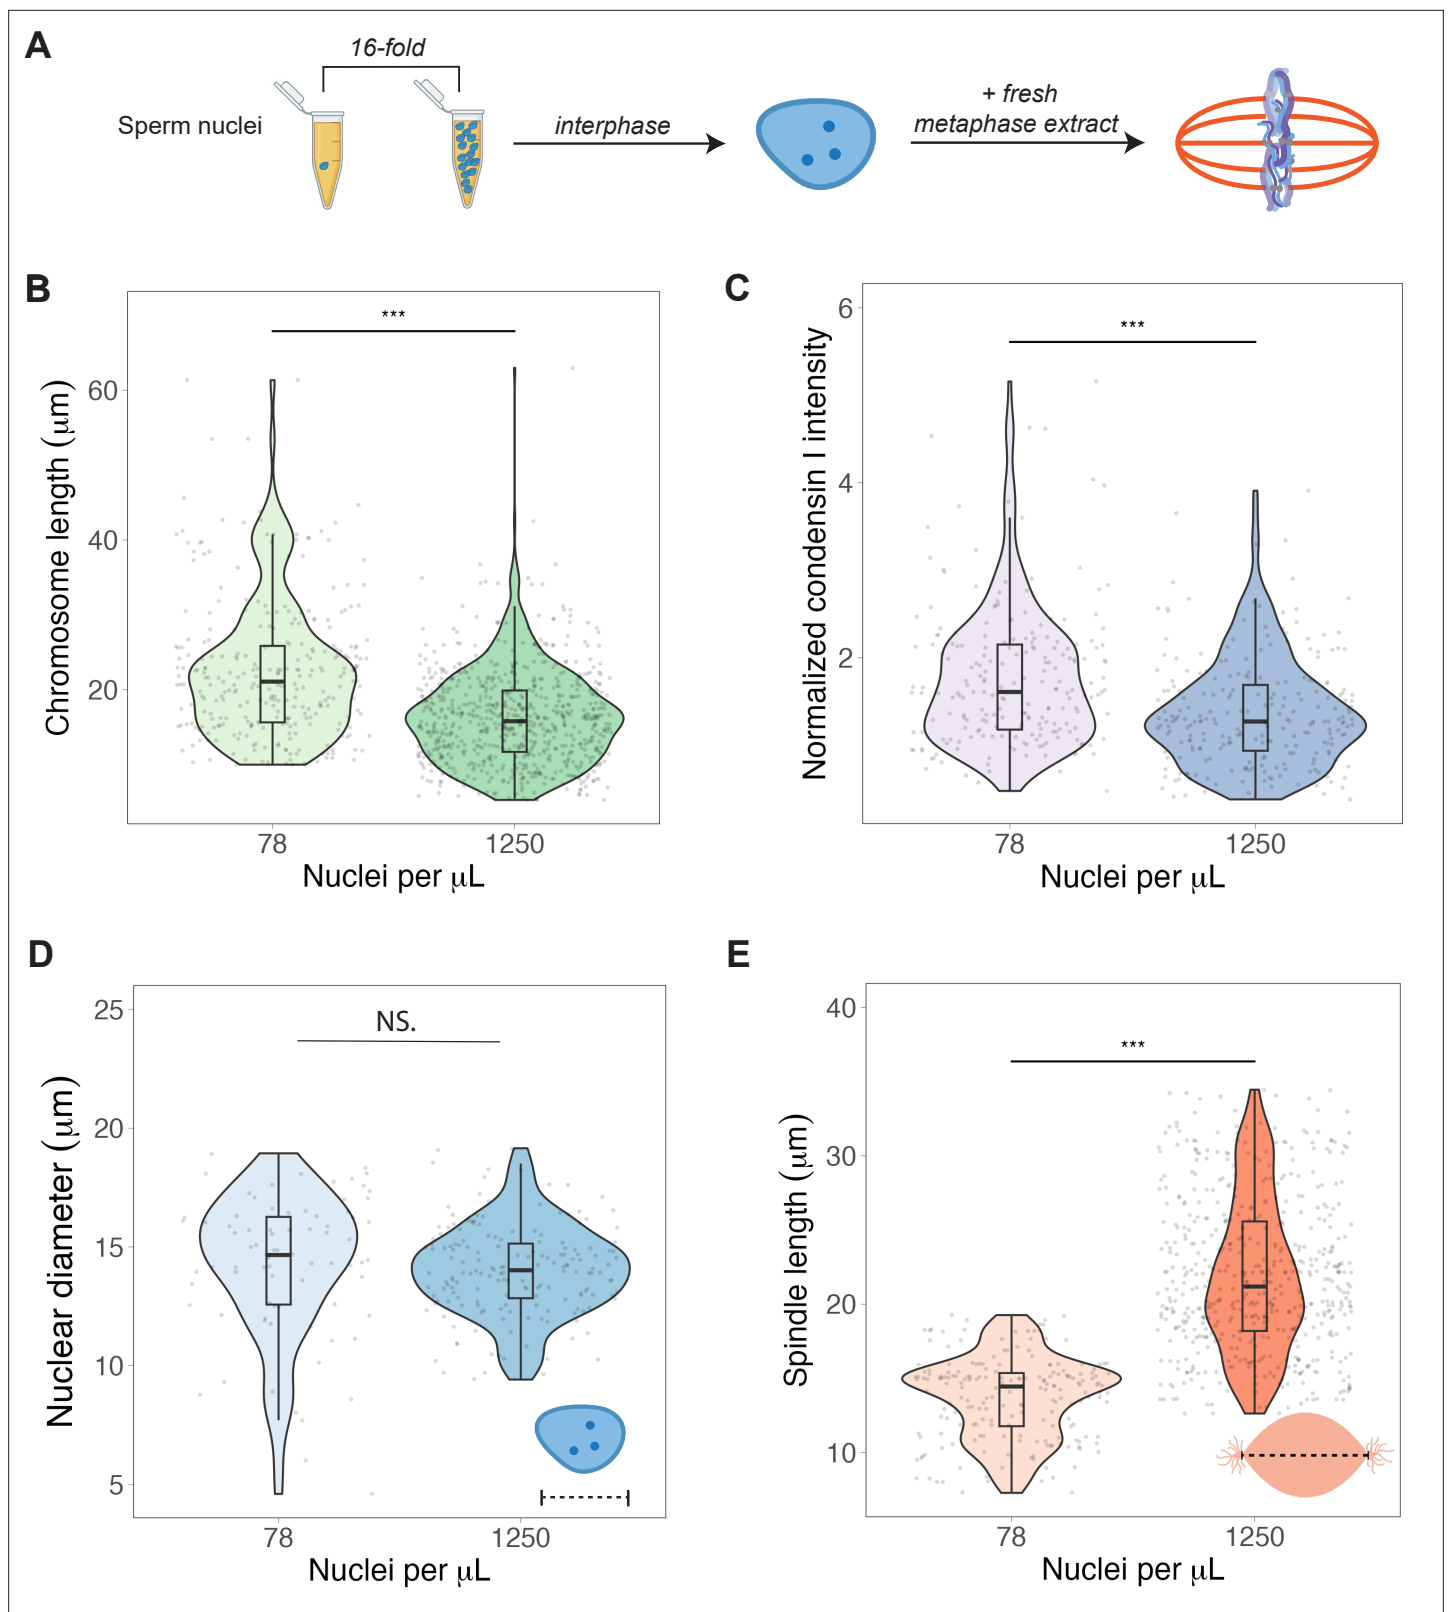 A
16-fold
Sperm nuclei
interphase
+ fresh
metaphase extract
B
***
Chromosome length (μm)
60
40
20
78
1250
Nuclei per μL
C
***
Normalized condensin I intensity
6
4
2
78
1250
Nuclei per μL
D
NS.
Nuclear diameter (μm)
25
20
15
10
5
78
1250
Nuclei per μL
E
***
Spindle length (μm)
40
30
20
10
78
1250
Nuclei per μL